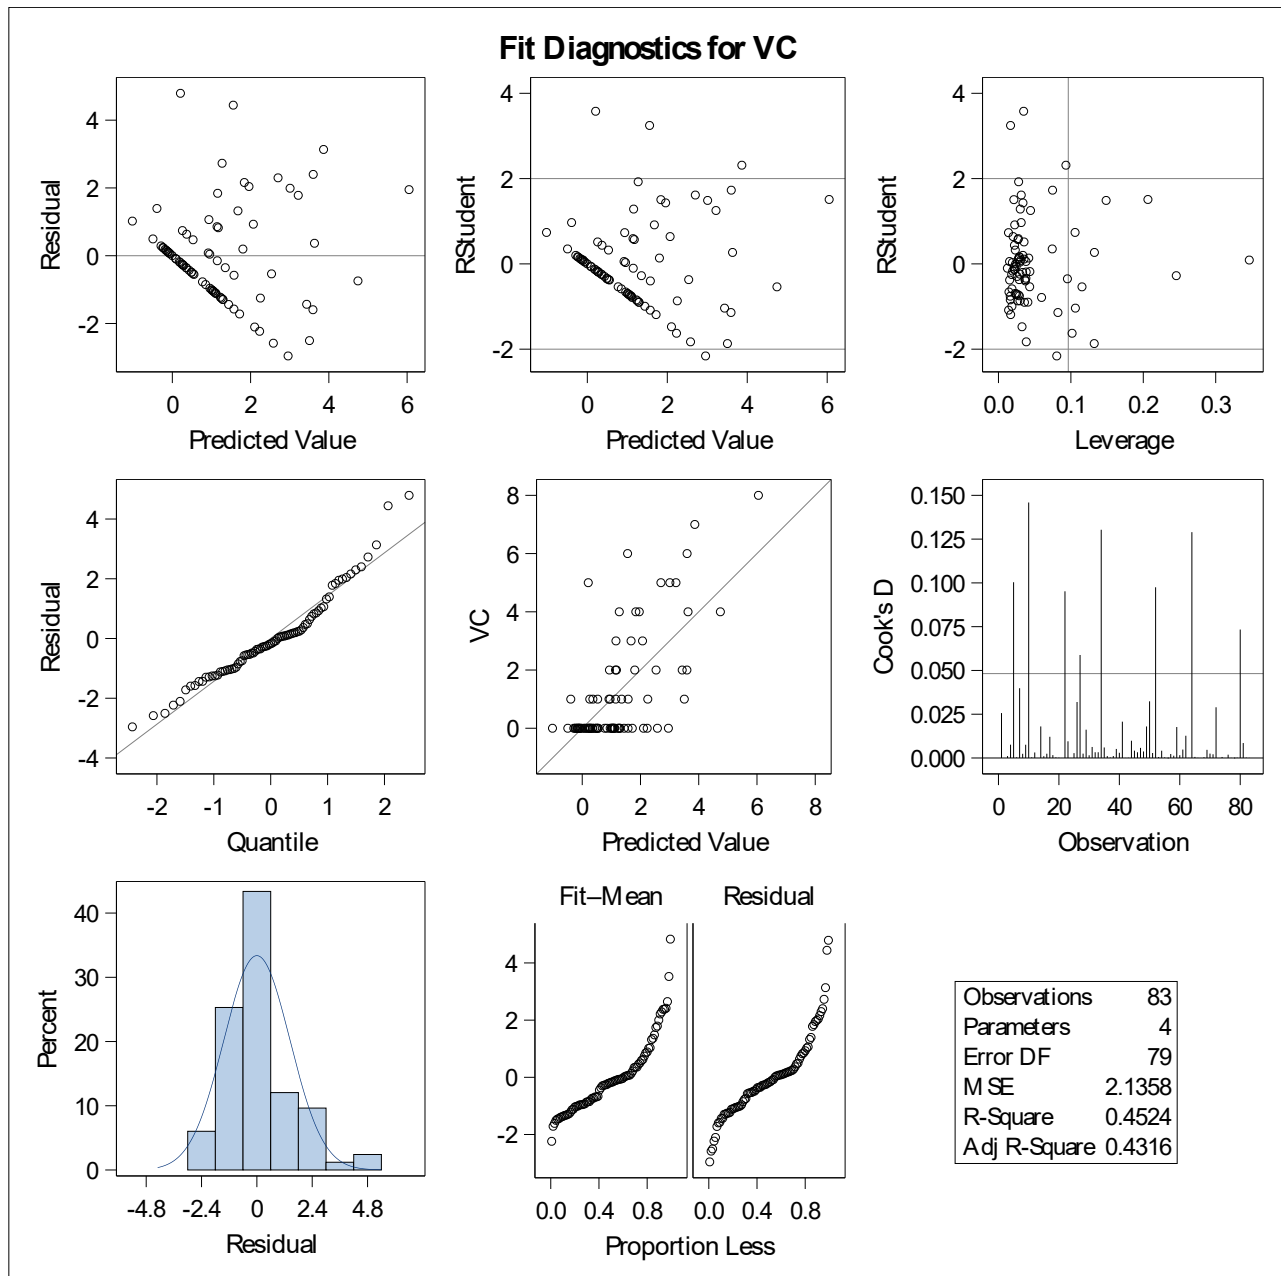 Fit Diagnostics for VC
Residual
4
2
0
-2
0 2 4 6
Predicted Value
RStudent
4
2
0
-2
0 2 4 6
Predicted Value
RStudent
4
2
0
-2
0.0 0.1 0.2 0.3
Leverage
Residual
4
2
0
-2
-4
-2 -1 0 1 2
Quantile
VC
8
6
4
2
0
0 2 4 6 8
Predicted Value
Cook's D
0.150
0.125
0.100
0.075
0.050
0.025
0.000
0 20 40 60 80
Observation
Percent
40
30
20
10
0
-4.8 -2.4 0 2.4 4.8
Residual
Fit–Mean Residual
4
2
0
-2
0.0 0.4 0.8 0.0 0.4 0.8
Proportion Less
Observations 83
Parameters 4
Error DF 79
MSE 2.1358
R-Square 0.4524
Adj R-Square 0.4316